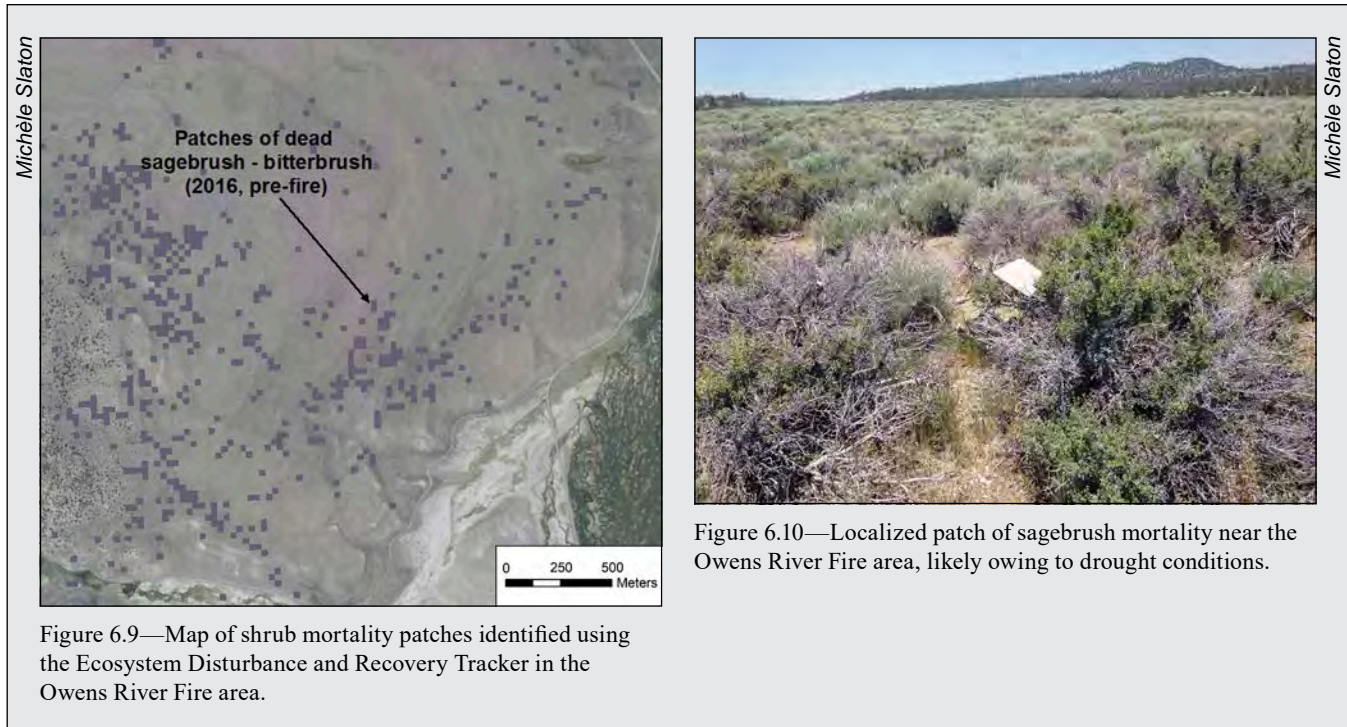 Michèle Slaton
Patches of dead
sagebrush - bitterbrush
(2016, pre-fire)
0 250 500
Meters
Figure 6.9—Map of shrub mortality patches identified using
the Ecosystem Disturbance and Recovery Tracker in the
Owens River Fire area.
Michèle Slaton
Figure 6.10—Localized patch of sagebrush mortality near the
Owens River Fire area, likely owing to drought conditions.